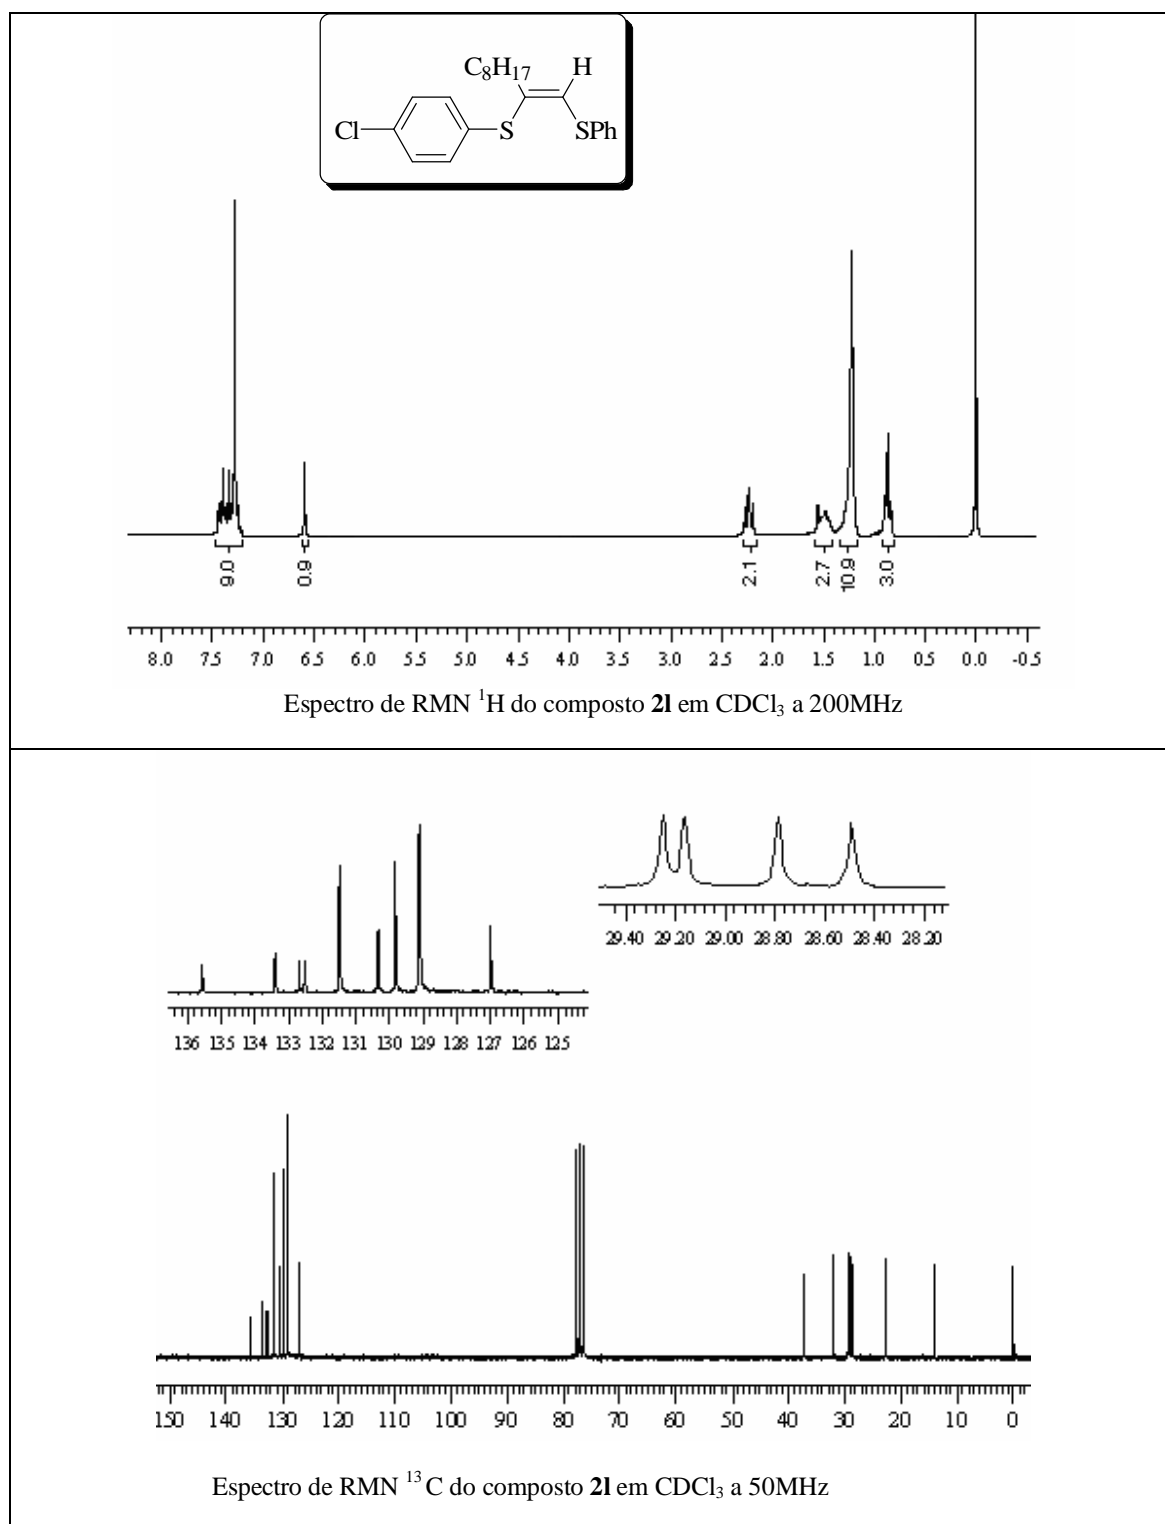 C₈H₁₇ H
Cl S SPh
9.0 0.9 2.1 2.7 10.9 3.0
8.0 7.5 7.0 6.5 6.0 5.5 5.0 4.5 4.0 3.5 3.0 2.5 2.0 1.5 1.0 0.5 0.0 -0.5
Espectro de RMN ¹H do composto 2l em CDCl₃ a 200MHz
29.40 29.20 29.00 28.80 28.60 28.40 28.20
136 135 134 133 132 131 130 129 128 127 126 125
150 140 130 120 110 100 90 80 70 60 50 40 30 20 10 0
Espectro de RMN ¹³C do composto 2l em CDCl₃ a 50MHz